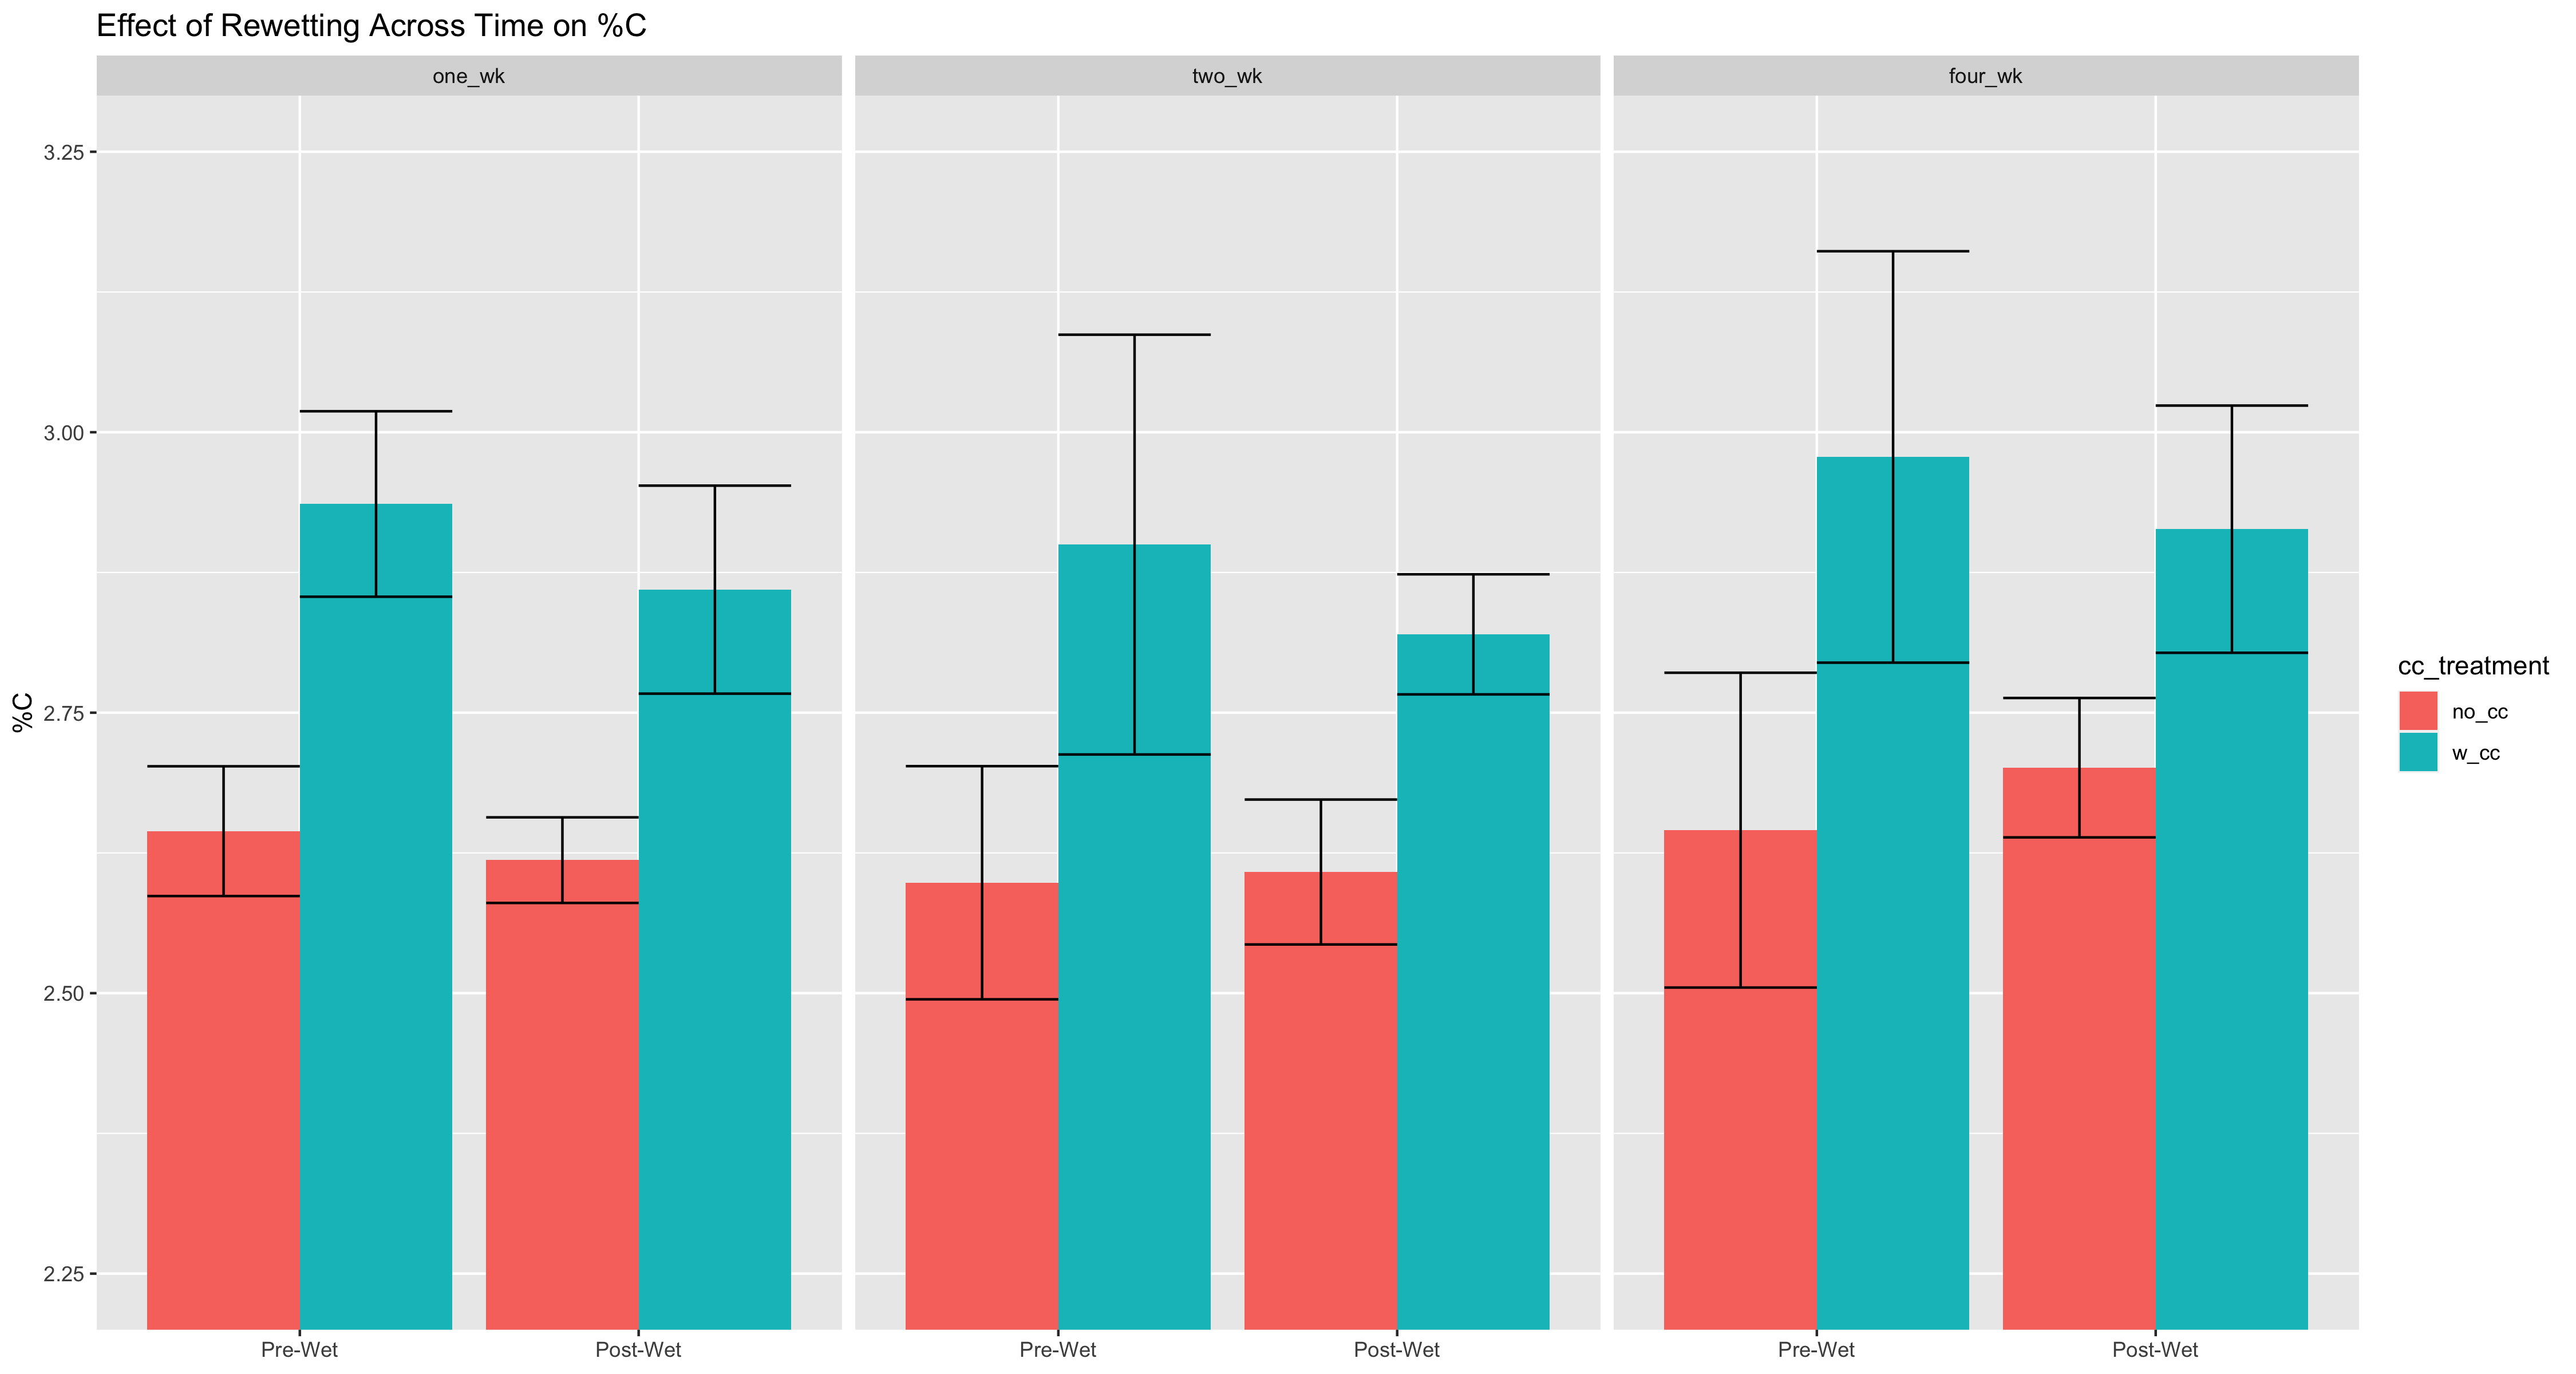 Effect of Rewetting Across Time on %C
one_wk
two_wk
four_wk
3.25
3.00
2.75
2.50
2.25
%C
Pre-Wet
Post-Wet
Pre-Wet
Post-Wet
Pre-Wet
Post-Wet
cc_treatment
no_cc
w_cc